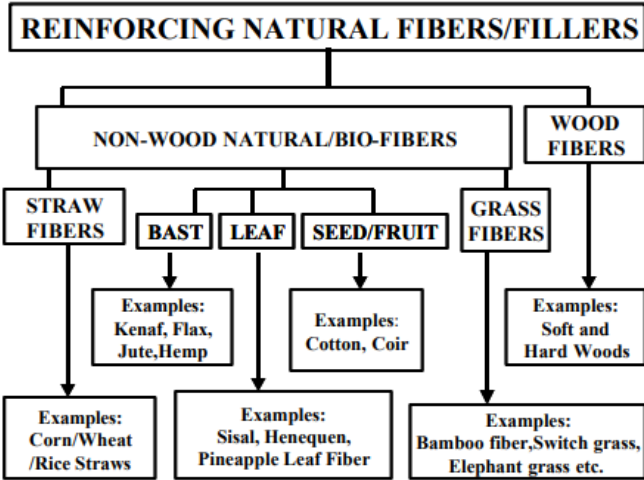 REINFORCING NATURAL FIBERS/FILLERS
NON-WOOD NATURAL/BIO-FIBERS
WOOD
FIBERS
STRAW
FIBERS
BAST
LEAF
SEED/FRUIT
GRASS
FIBERS
Examples:
Kenaf, Flax,
Jute,Hemp
Examples:
Cotton, Coir
Examples:
Soft and
Hard Woods
Examples:
Corn/Wheat
/Rice Straws
Examples:
Sisal, Henequen,
Pineapple Leaf Fiber
Examples:
Bamboo fiber,Switch grass,
Elephant grass etc.